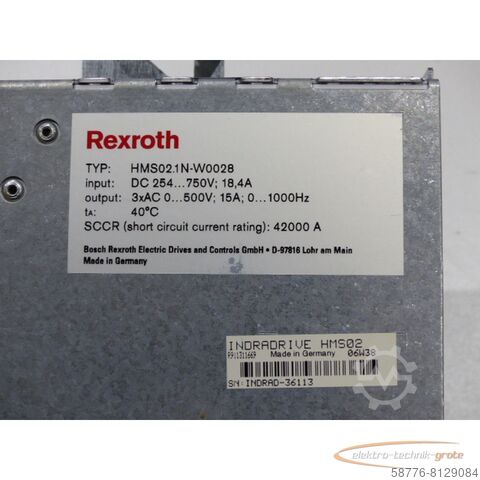 Rexroth
TYP: HMS02.1N-W0028
input: DC 254...750V; 18,4A
output: 3xAC 0...500V; 15A; 0...1000Hz
tA: 40°C
SCCR (short circuit current rating): 42000 A
Bosch Rexroth Electric Drives and Controls GmbH • D-97816 Lohr am Main
Made in Germany
INDRADRIVE HMS02
R911311669 Made in Germany 06W38
SN: INDRAD-36113
elektro-technik-grote
58776-8129084